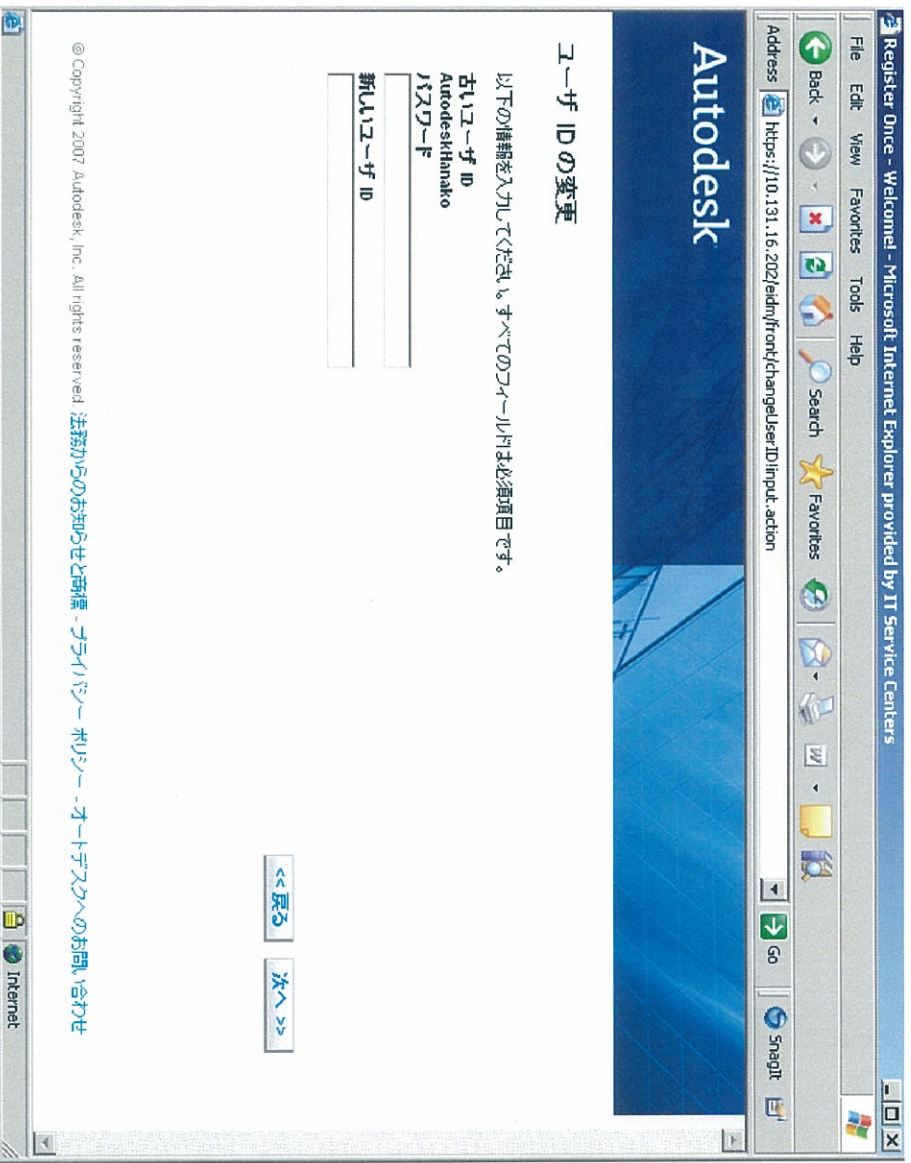 Register Once - Welcome! - Microsoft Internet Explorer provided by IT Service Centers
File Edit View Favorites Tools Help
Back Search Favorites
Address https://10.131.16.202/eidm/front/changeUserID!input.action Go SnagIt
Autodesk
ユーザ ID の変更
以下の情報を入力してください。すべてのフィールドは必須項目です。
古いユーザ ID
AutodeskHanako
パスワード
新しいユーザ ID
<< 戻る 次へ >>
© Copyright 2007 Autodesk, Inc. All rights reserved. 法務からのお知らせと商標 - プライバシー ポリシー - オートデスクへのお問い合わせ
Internet